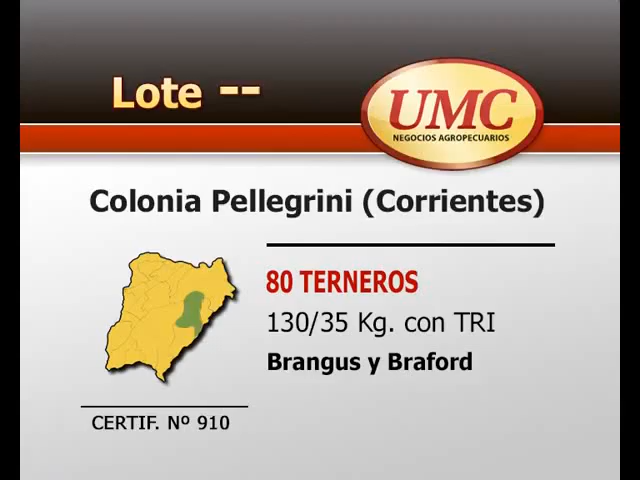 Lote --
UMC
NEGOCIOS AGROPECUARIOS
Colonia Pellegrini (Corrientes)
80 TERNEROS
130/35 Kg. con TRI
Brangus y Braford
CERTIF. Nº 910